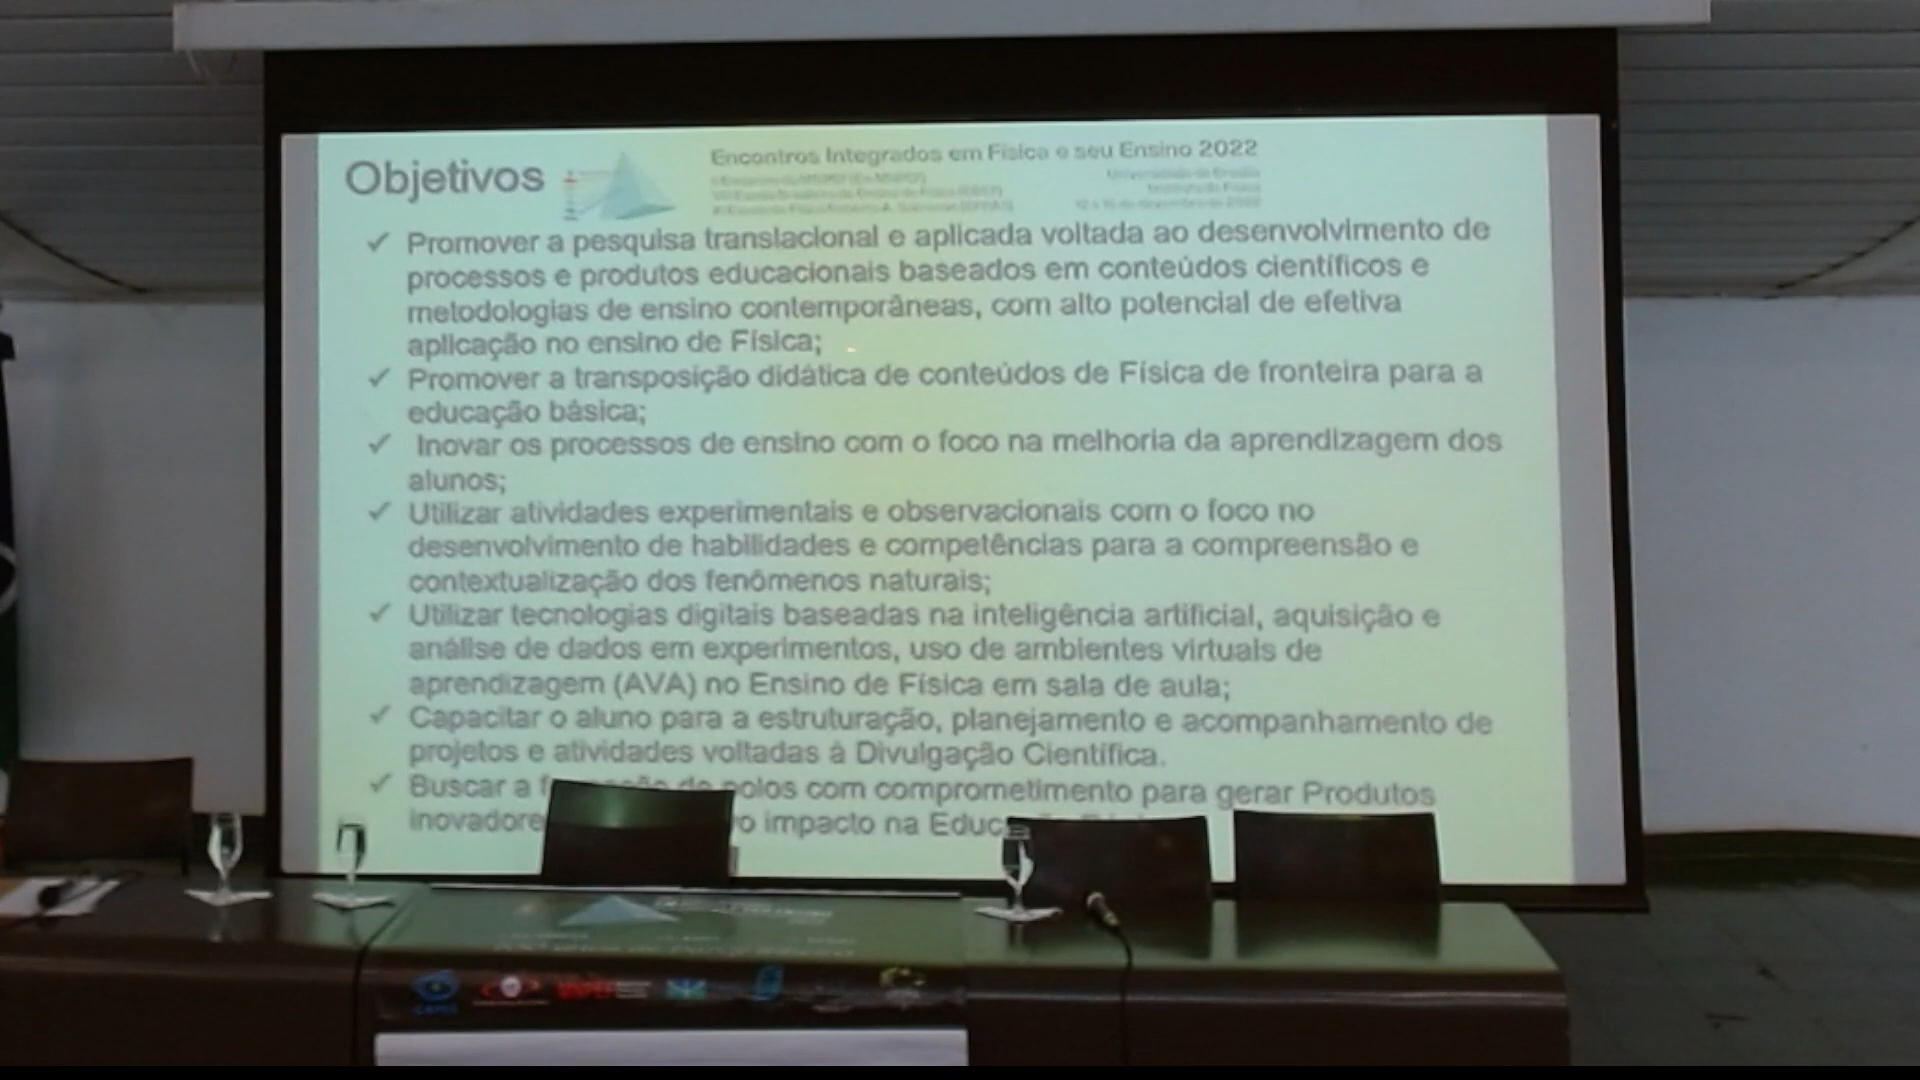 Objetivos
Encontros Integrados em Física e seu Ensino 2022
Universidade de Brasília
Instituto de Física
✓ Promover a pesquisa translacional e aplicada voltada ao desenvolvimento de
processos e produtos educacionais baseados em conteúdos científicos e
metodologias de ensino contemporâneas, com alto potencial de efetiva
aplicação no ensino de Física;
✓ Promover a transposição didática de conteúdos de Física de fronteira para a
educação básica;
✓ Inovar os processos de ensino com o foco na melhoria da aprendizagem dos
alunos;
✓ Utilizar atividades experimentais e observacionais com o foco no
desenvolvimento de habilidades e competências para a compreensão e
contextualização dos fenômenos naturais;
✓ Utilizar tecnologias digitais baseadas na inteligência artificial, aquisição e
análise de dados em experimentos, uso de ambientes virtuais de
aprendizagem (AVA) no Ensino de Física em sala de aula;
✓ Capacitar o aluno para a estruturação, planejamento e acompanhamento de
projetos e atividades voltadas à Divulgação Científica.
✓ Buscar a com comprometimento para gerar Produtos
impacto na